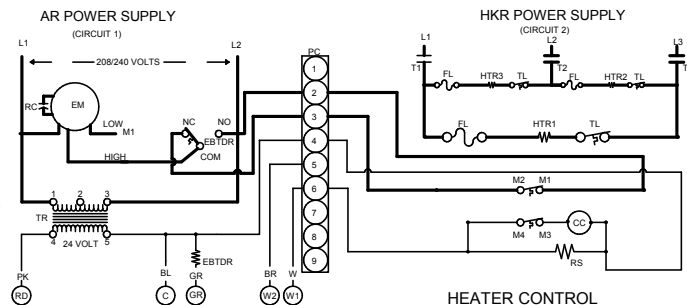 AR POWER SUPPLY
(CIRCUIT 1)
HKR POWER SUPPLY
(CIRCUIT 2)
L1
L2
L1
L2
L3
208/240 VOLTS
PC
T1
T2
T
FL
HTR3
TL
FL
HTR2
TL
RC
EM
LOW
M1
NC
NO
EBTDR
COM
HIGH
FL
HTR1
TL
1
2
3
4
5
6
7
8
9
M2
M1
1
2
3
TR
4
24 VOLT
5
M4
M3
CC
RS
EBTDR
PK
BL
GR
BR
W
RD
C
GR
W2
W1
HEATER CONTROL